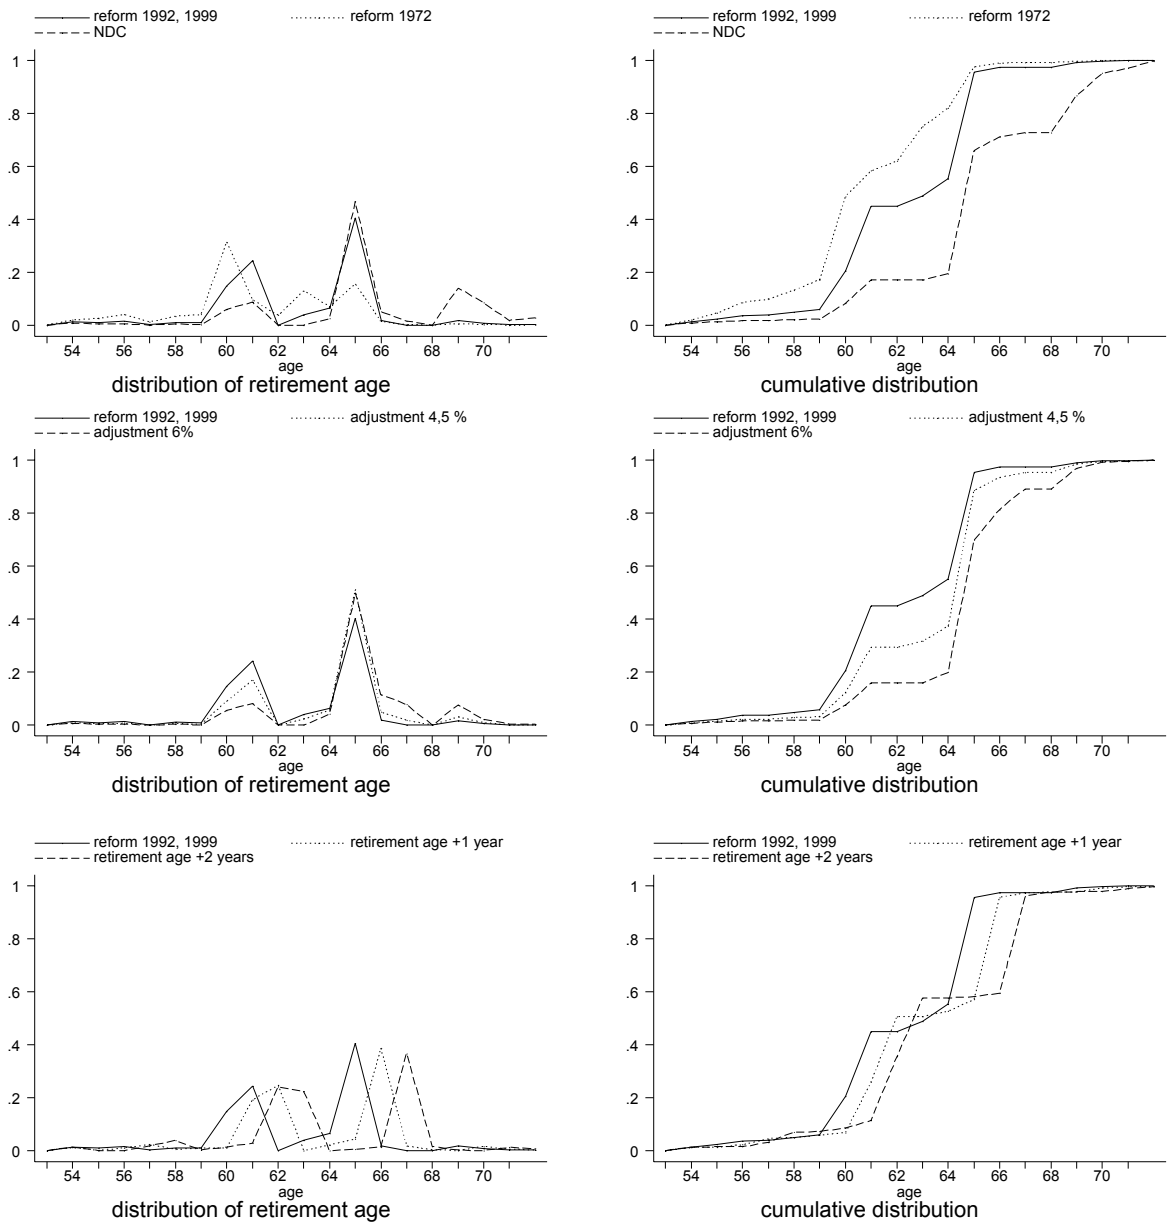 reform 1992, 1999 reform 1972
NDC
1
.8
.6
.4
.2
0
54 56 58 60 62 64 66 68 70
age
distribution of retirement age
reform 1992, 1999 reform 1972
NDC
1
.8
.6
.4
.2
0
54 56 58 60 62 64 66 68 70
age
cumulative distribution
reform 1992, 1999 adjustment 4,5 %
adjustment 6%
1
.8
.6
.4
.2
0
54 56 58 60 62 64 66 68 70
age
distribution of retirement age
reform 1992, 1999 adjustment 4,5 %
adjustment 6%
1
.8
.6
.4
.2
0
54 56 58 60 62 64 66 68 70
age
cumulative distribution
reform 1992, 1999 retirement age +1 year
retirement age +2 years
1
.8
.6
.4
.2
0
54 56 58 60 62 64 66 68 70
age
distribution of retirement age
reform 1992, 1999 retirement age +1 year
retirement age +2 years
1
.8
.6
.4
.2
0
54 56 58 60 62 64 66 68 70
age
cumulative distribution